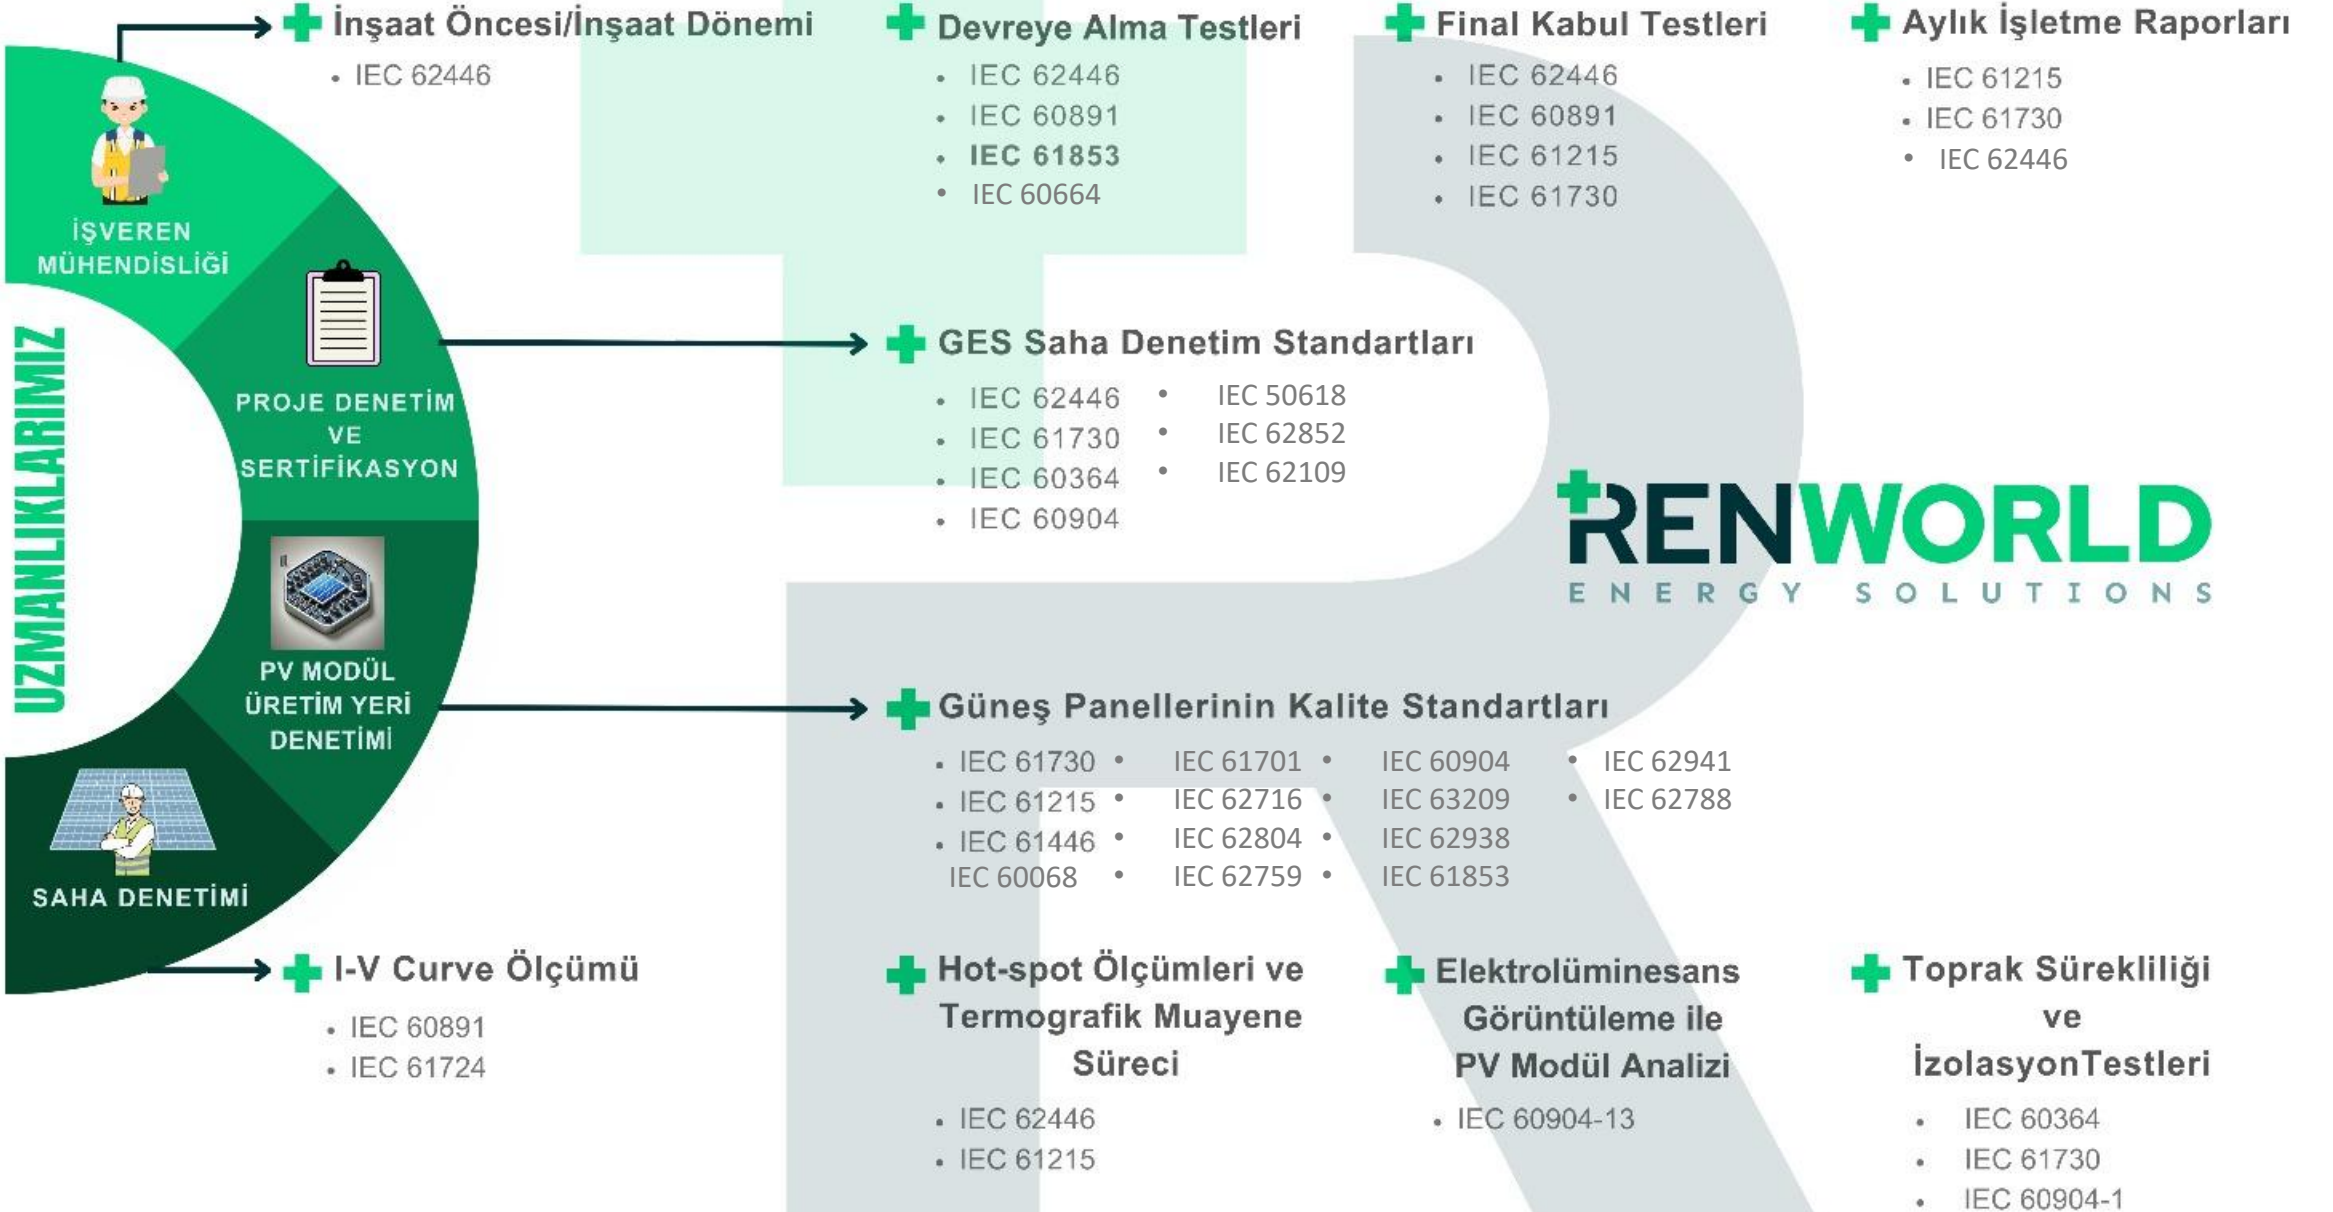 UZMANLIKLARIMIZ
İŞVEREN
MÜHENDİSLİĞİ
PROJE DENETİM
VE
SERTİFİKASYON
PV MODÜL
ÜRETİM YERİ
DENETİMİ
SAHA DENETİMİ
İnşaat Öncesi/İnşaat Dönemi
• IEC 62446
Devreye Alma Testleri
• IEC 62446
• IEC 60891
• IEC 61853
• IEC 60664
Final Kabul Testleri
• IEC 62446
• IEC 60891
• IEC 61215
• IEC 61730
Aylık İşletme Raporları
• IEC 61215
• IEC 61730
• IEC 62446
GES Saha Denetim Standartları
• IEC 62446
• IEC 61730
• IEC 60364
• IEC 60904
• IEC 50618
• IEC 62852
• IEC 62109
RENWORLD
ENERGY SOLUTIONS
Güneş Panellerinin Kalite Standartları
• IEC 61730
• IEC 61215
• IEC 61446
IEC 60068
• IEC 61701
• IEC 62716
• IEC 62804
• IEC 62759
• IEC 60904
• IEC 63209
• IEC 62938
• IEC 61853
• IEC 62941
• IEC 62788
I-V Curve Ölçümü
• IEC 60891
• IEC 61724
Hot-spot Ölçümleri ve
Termografik Muayene
Süreci
• IEC 62446
• IEC 61215
Elektrolüminesans
Görüntüleme ile
PV Modül Analizi
• IEC 60904-13
Toprak Sürekliliği
ve
İzolasyonTestleri
• IEC 60364
• IEC 61730
• IEC 60904-1